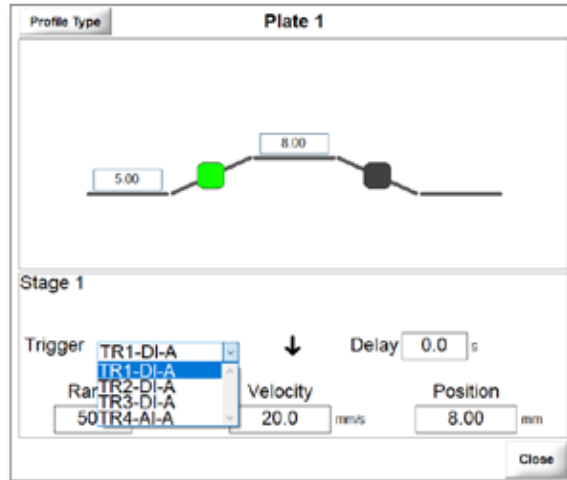 Profile Type
Plate 1
8.00
5.00
Stage 1
Trigger
TR1-DI-A
Delay 0.0 s
TR1-DI-A
TR2-DI-A
TR3-DI-A
TR4-AI-A
Velocity
Position
50
20.0 mm/s
8.00 mm
Close